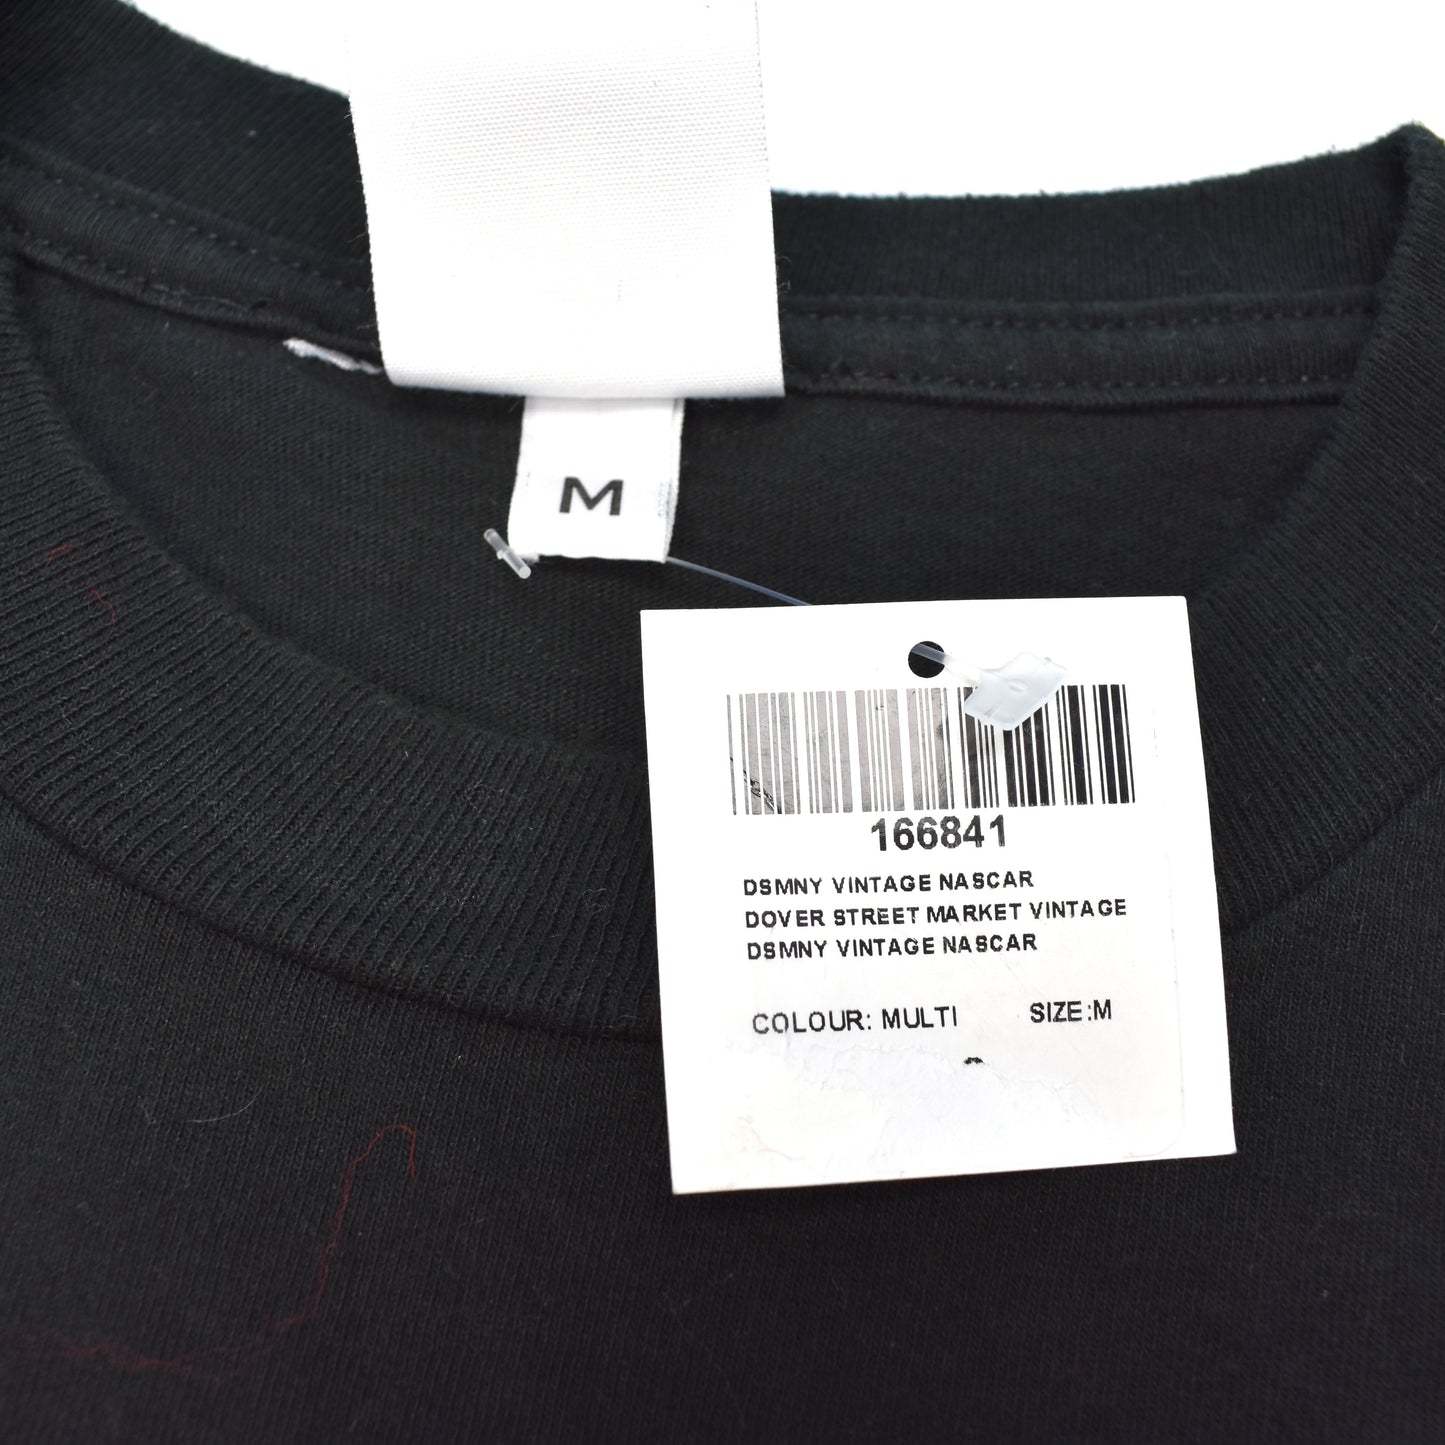 M
166841
DSMNY VINTAGE NASCAR
DOVER STREET MARKET VINTAGE
DSMNY VINTAGE NASCAR
COLOUR: MULTI SIZE:M